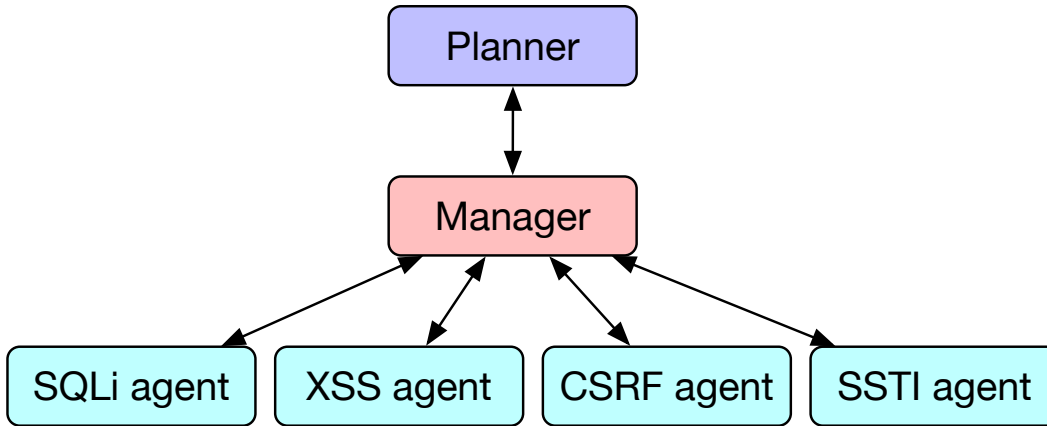 Planner
Manager
SQLi agent
XSS agent
CSRF agent
SSTI agent